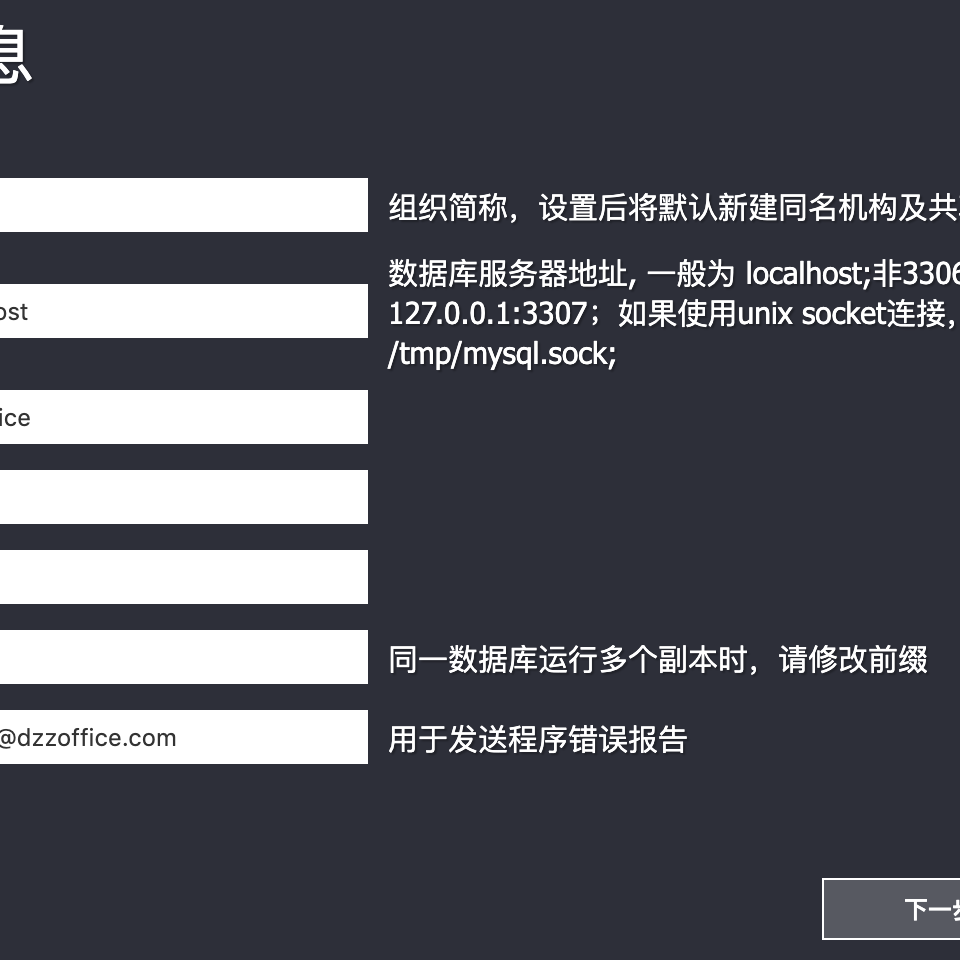 息
组织简称，设置后将默认新建同名机构及共
数据库服务器地址, 一般为 localhost;非3306
ost
127.0.0.1:3307；如果使用unix socket连接，
/tmp/mysql.sock;
ice
同一数据库运行多个副本时，请修改前缀
@dzzoffice.com
用于发送程序错误报告
下一步